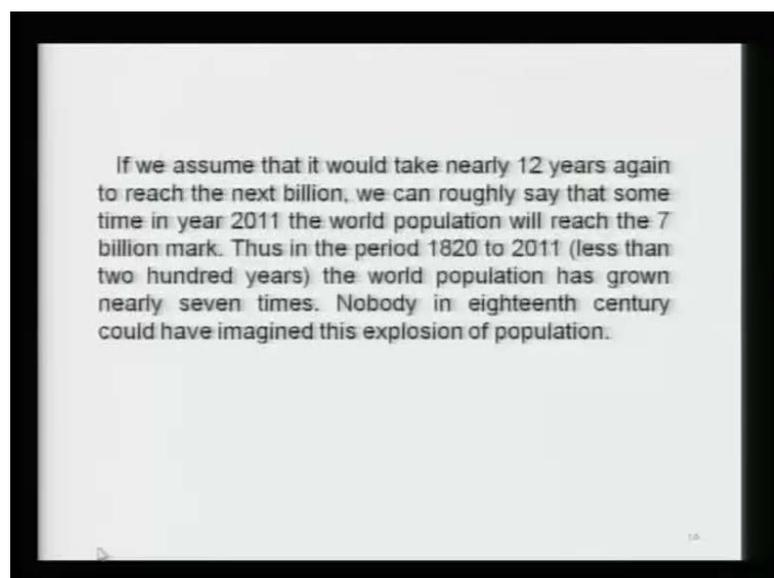 If we assume that it would take nearly 12 years again
to reach the next billion, we can roughly say that some
time in year 2011 the world population will reach the 7
billion mark. Thus in the period 1820 to 2011 (less than
two hundred years) the world population has grown
nearly seven times. Nobody in eighteenth century
could have imagined this explosion of population.